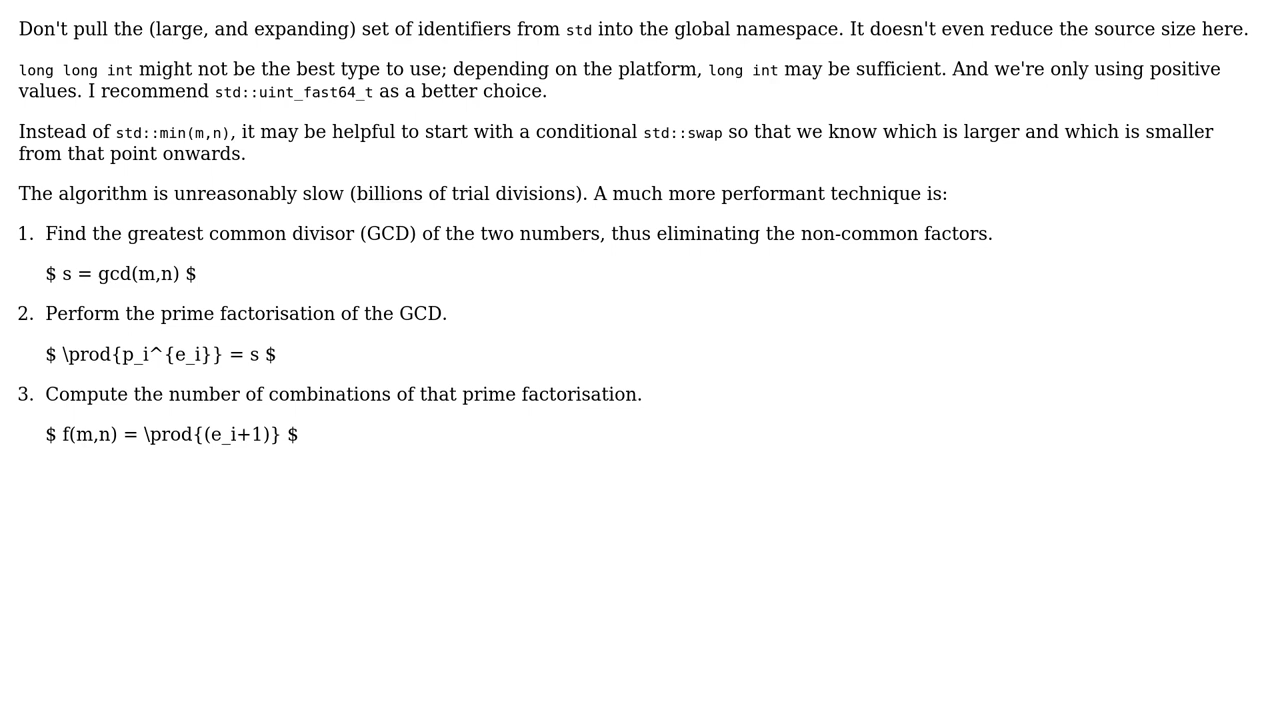 Don't pull the (large, and expanding) set of identifiers from std into the global namespace. It doesn't even reduce the source size here.
long long int might not be the best type to use; depending on the platform, long int may be sufficient. And we're only using positive
values. I recommend std::uint_fast64_t as a better choice.
Instead of std::min(m,n), it may be helpful to start with a conditional std::swap so that we know which is larger and which is smaller
from that point onwards.
The algorithm is unreasonably slow (billions of trial divisions). A much more performant technique is:
1. Find the greatest common divisor (GCD) of the two numbers, thus eliminating the non-common factors.
$ s = gcd(m,n) $
2. Perform the prime factorisation of the GCD.
$ \prod{p_i^{e_i}} = s $
3. Compute the number of combinations of that prime factorisation.
$ f(m,n) = \prod{(e_i+1)} $